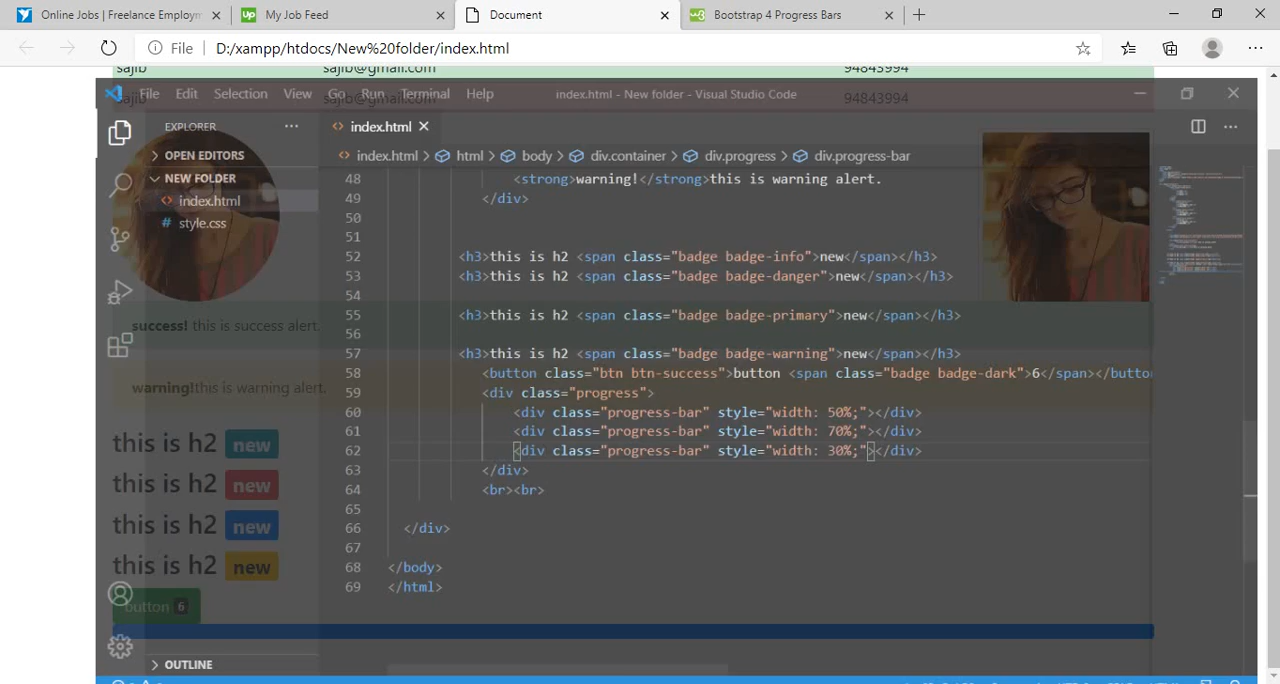 Online Jobs | Freelance Employm
My Job Feed
Document
Bootstrap 4 Progress Bars
File D:/xampp/htdocs/New%20folder/index.html
sajib sajib@gmail.com 94843994
sajib sajib@gmail.com 94843994
File Edit Selection View Go Run Terminal Help index.html - New folder - Visual Studio Code
EXPLORER
index.html
OPEN EDITORS
index.html > html > body > div.container > div.progress > div.progress-bar
NEW FOLDER
index.html
# style.css
48 <strong>warning!</strong>this is warning alert.
49 </div>
50
51
52 <h3>this is h2 <span class="badge badge-info">new</span></h3>
53 <h3>this is h2 <span class="badge badge-danger">new</span></h3>
54
55 <h3>this is h2 <span class="badge badge-primary">new</span></h3>
56
57 <h3>this is h2 <span class="badge badge-warning">new</span></h3>
58 <button class="btn btn-success">button <span class="badge badge-dark">6</span></button
59 <div class="progress">
60 <div class="progress-bar" style="width: 50%;"></div>
61 <div class="progress-bar" style="width: 70%;"></div>
62 <div class="progress-bar" style="width: 30%;"></div>
63 </div>
64 <br><br>
65
66 </div>
67
68 </body>
69 </html>
success! this is success alert.
warning!this is warning alert.
this is h2 new
this is h2 new
this is h2 new
this is h2 new
button 6
OUTLINE